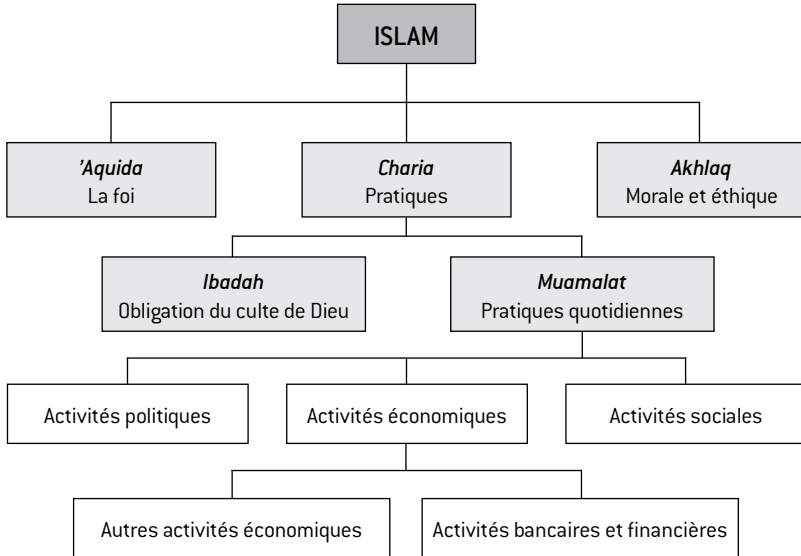 ISLAM
’Aquida
La foi
Charia
Pratiques
Akhlaq
Morale et éthique
Ibadah
Obligation du culte de Dieu
Muamalat
Pratiques quotidiennes
Activités politiques
Activités économiques
Activités sociales
Autres activités économiques
Activités bancaires et financières